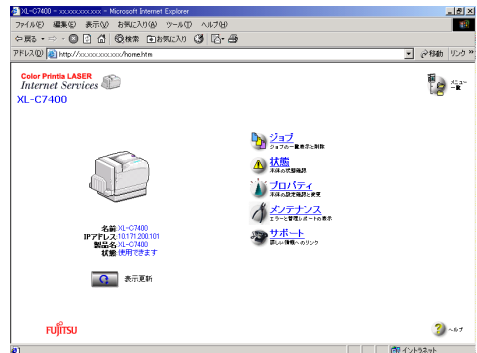 XL-C7400 - xxx.xxx.xxx.xxx - Microsoft Internet Explorer
ファイル(F) 編集(E) 表示(V) お気に入り(A) ツール(T) ヘルプ(H)
戻る 検索 お気に入り
アドレス(D) http://xxx.xxx.xxx.xxx/home.htm 移動 リンク »
Color Printia LASER
Internet Services
XL-C7400
メニュー
一覧
ジョブ
ジョブの一覧表示と削除
状態
本体の状態確認
プロパティ
本体の設定確認と変更
メンテナンス
エラーと管理レポートの表示
サポート
詳しい情報へのリンク
名前 XL-C7400
IPアドレス 10.171.200.101
製品名 XL-C7400
状態 使用できます
表示更新
FUJITSU
ヘルプ
イントラネット